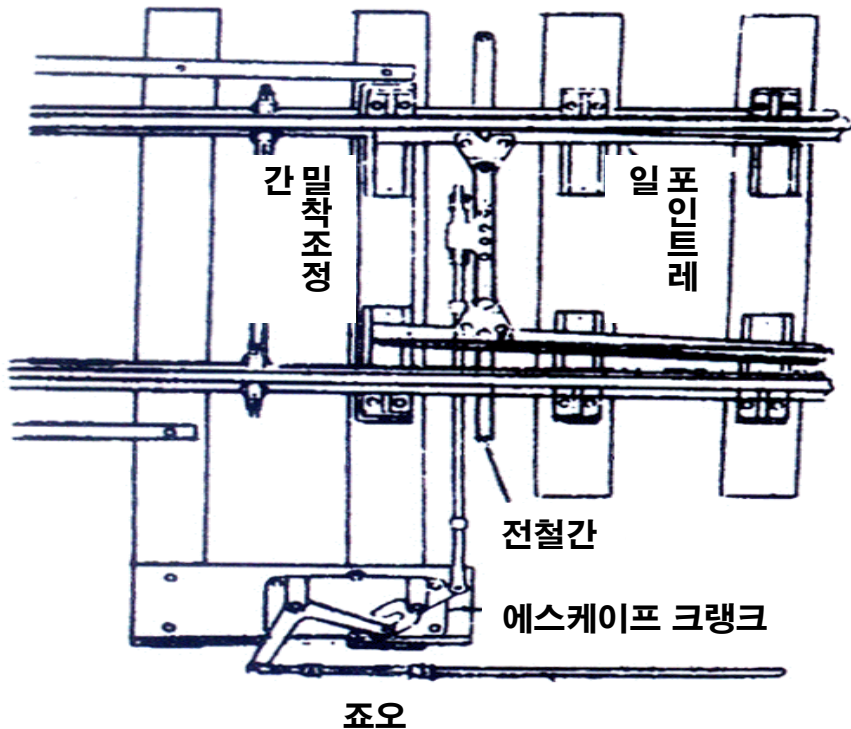 밀착조정
간
포인트레
일
전철간
에스케이프 크랭크
죠오